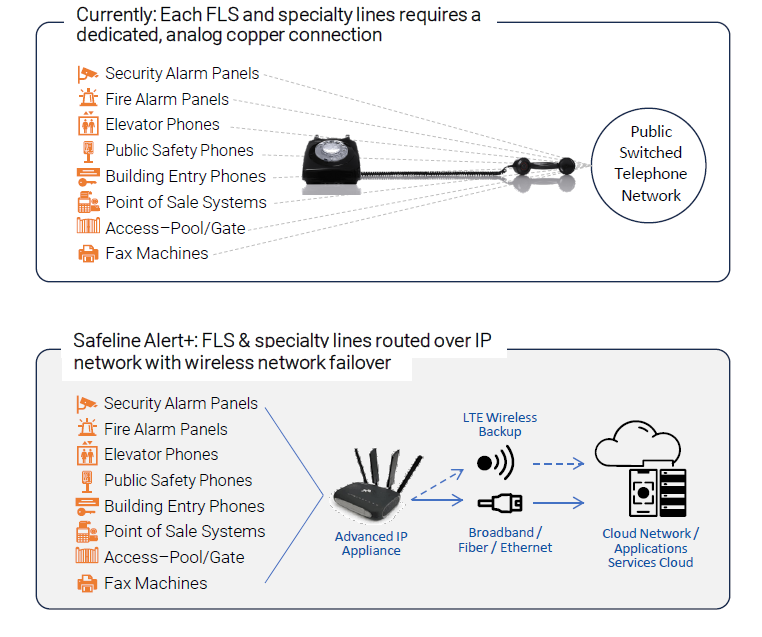 Currently: Each FLS and specialty lines requires a
dedicated, analog copper connection
Security Alarm Panels
Fire Alarm Panels
Elevator Phones
Public Safety Phones
Building Entry Phones
Point of Sale Systems
Access–Pool/Gate
Fax Machines
Public
Switched
Telephone
Network
Safeline Alert+: FLS & specialty lines routed over IP
network with wireless network failover
Security Alarm Panels
Fire Alarm Panels
Elevator Phones
Public Safety Phones
Building Entry Phones
Point of Sale Systems
Access–Pool/Gate
Fax Machines
Advanced IP
Appliance
LTE Wireless
Backup
Broadband /
Fiber / Ethernet
Cloud Network /
Applications
Services Cloud